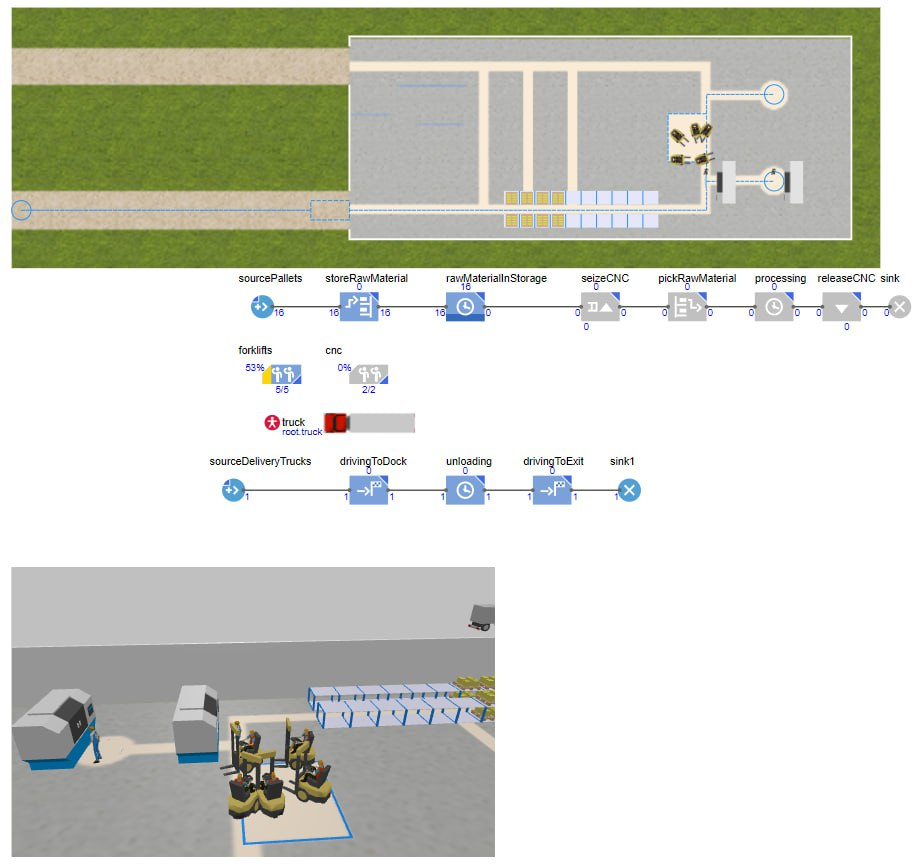 sourcePallets storeRawMaterial rawMaterialInStorage seizeCNC pickRawMaterial processing releaseCNC sink
0 16 0 0 0
16 16 16 16 0 0 0 0 0 0 0 0 0 0
0 0
forklifts cnc
53% 0%
5/5 2/2
truck
root.truck
sourceDeliveryTrucks drivingToDock unloading drivingToExit sink1
0 0 0
1 1 1 1 1 1 1 1